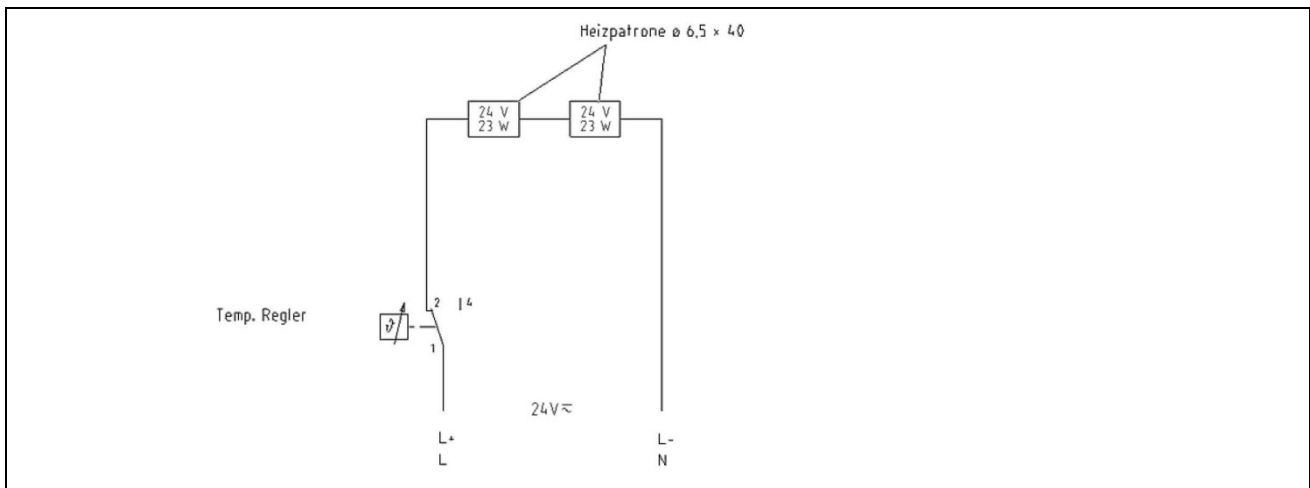 Heizpatrone ø 6,5 × 40
24 V 24 V
23 W 23 W
2 4
Temp. Regler ϑ
1
24V≂
L+ L-
L N